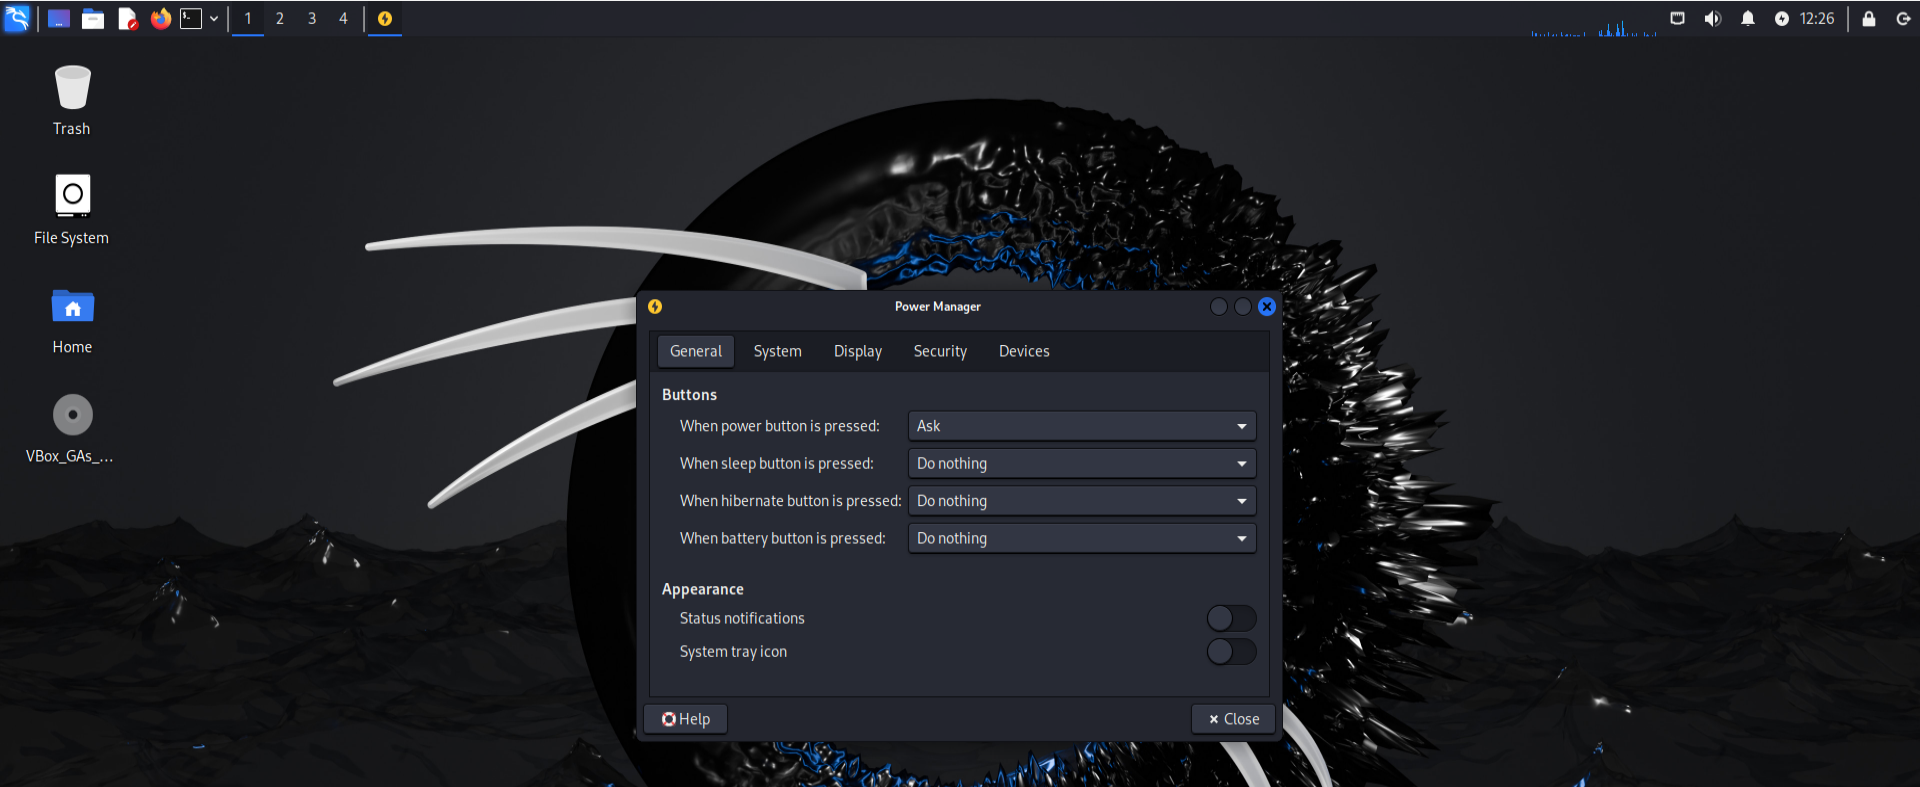 1 2 3 4 12:26
Trash
File System
Home
VBox_GAs_...
Power Manager
General System Display Security Devices
Buttons
When power button is pressed: Ask
When sleep button is pressed: Do nothing
When hibernate button is pressed: Do nothing
When battery button is pressed: Do nothing
Appearance
Status notifications
System tray icon
Help Close